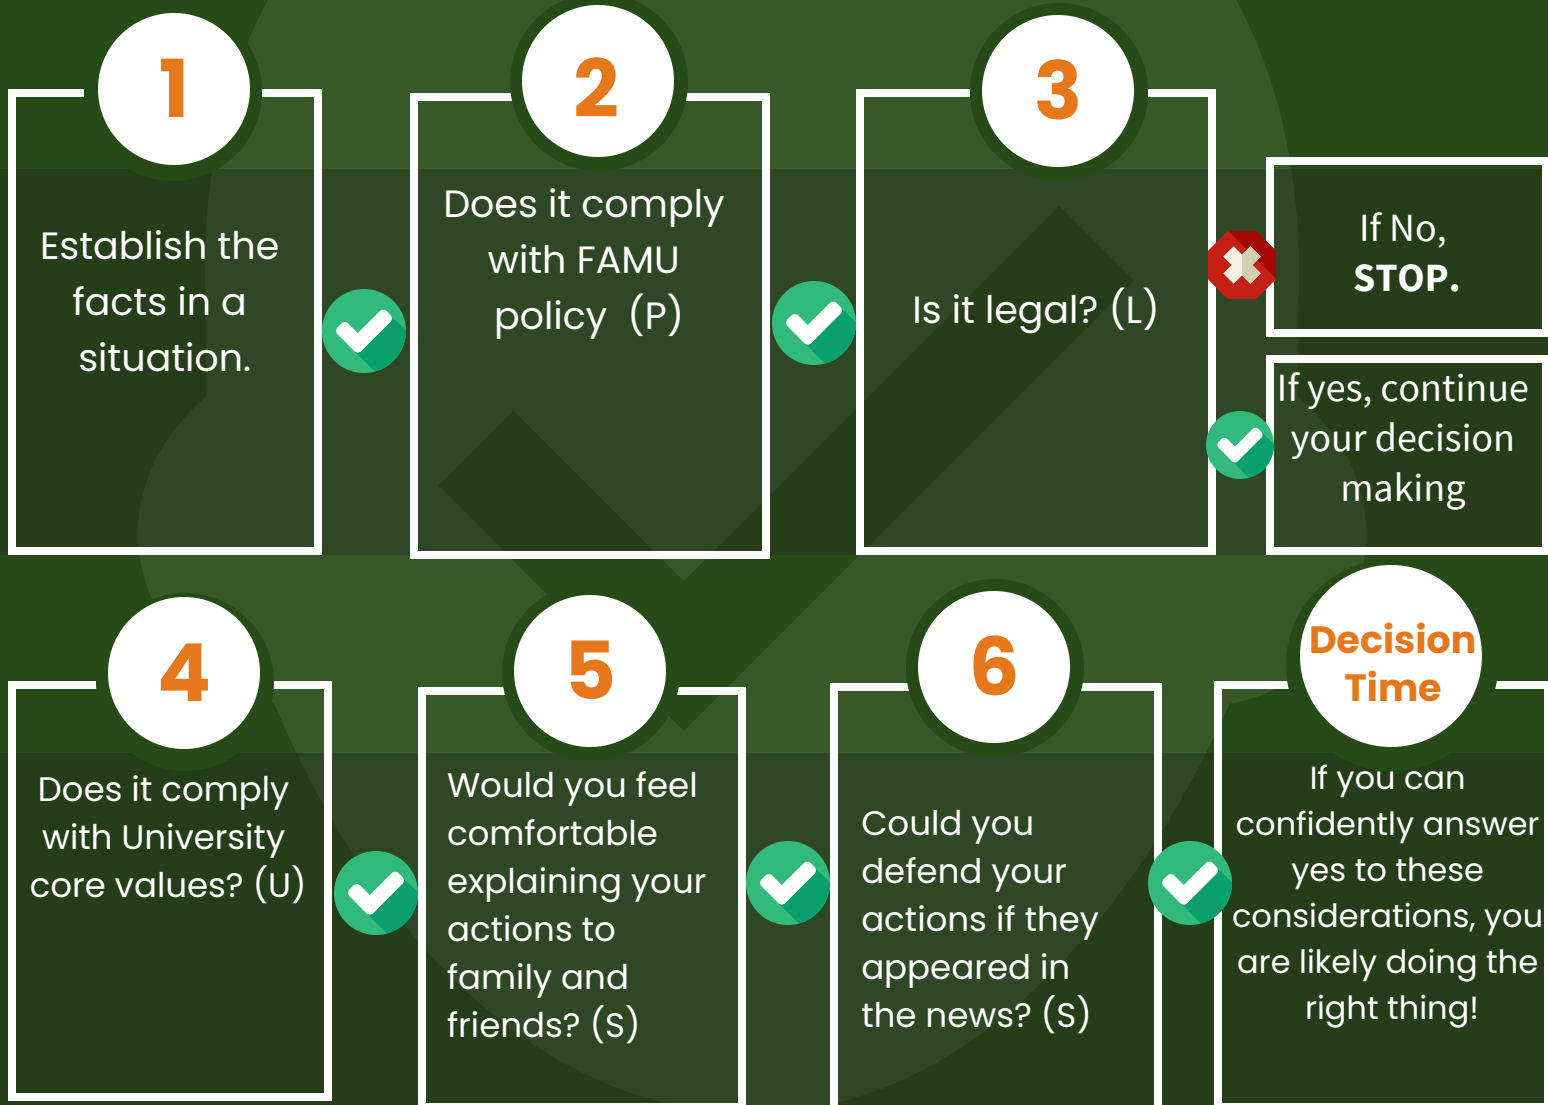 1
Establish the
facts in a
situation.
2
Does it comply
with FAMU
policy (P)
3
Is it legal? (L)
If No,
STOP.
If yes, continue
your decision
making
4
Does it comply
with University
core values? (U)
5
Would you feel
comfortable
explaining your
actions to
family and
friends? (S)
6
Could you
defend your
actions if they
appeared in
the news? (S)
Decision
Time
If you can
confidently answer
yes to these
considerations, you
are likely doing the
right thing!